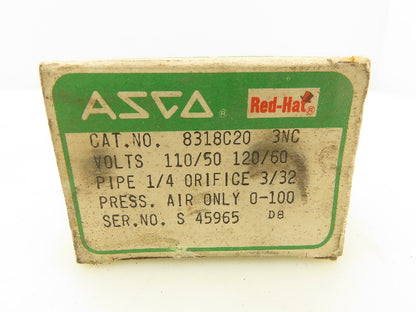 ASCO® Red-Hat®
CAT.NO. 8318C20 3NC
VOLTS 110/50 120/60
PIPE 1/4 ORIFICE 3/32
PRESS. AIR ONLY 0-100
SER.NO. S 45965 D8